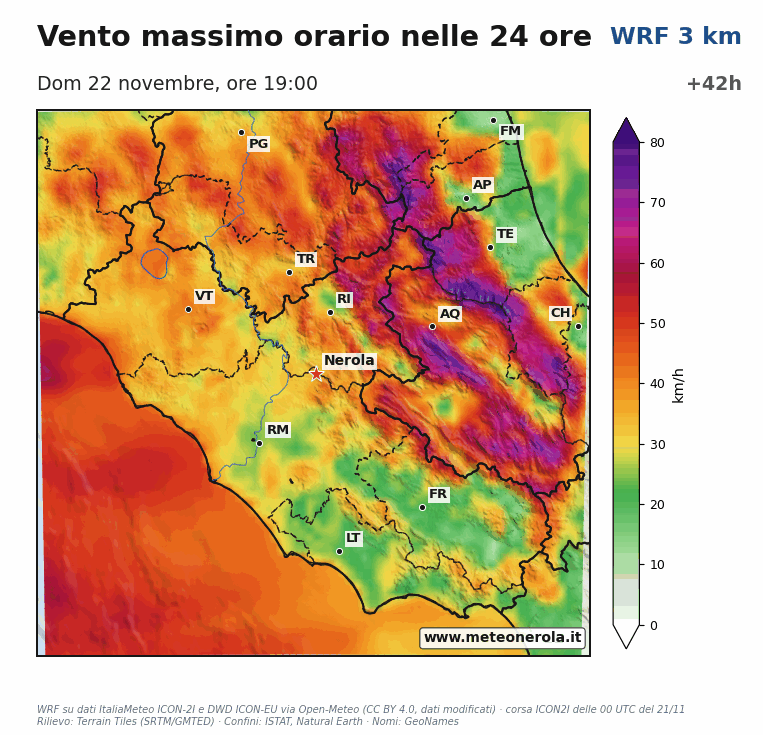 Vento massimo orario nelle 24 ore WRF 3 km
Dom 22 novembre, ore 19:00 +42h
FM
PG
AP
TE
TR
VT
RI
AQ
CH
Nerola
RM
FR
LT
www.meteonerola.it
80
70
60
50
40
30
20
10
0
km/h
WRF su dati ItaliaMeteo ICON-2I e DWD ICON-EU via Open-Meteo (CC BY 4.0, dati modificati) · corsa ICON2I delle 00 UTC del 21/11
Rilievo: Terrain Tiles (SRTM/GMTED) · Confini: ISTAT, Natural Earth · Nomi: GeoNames